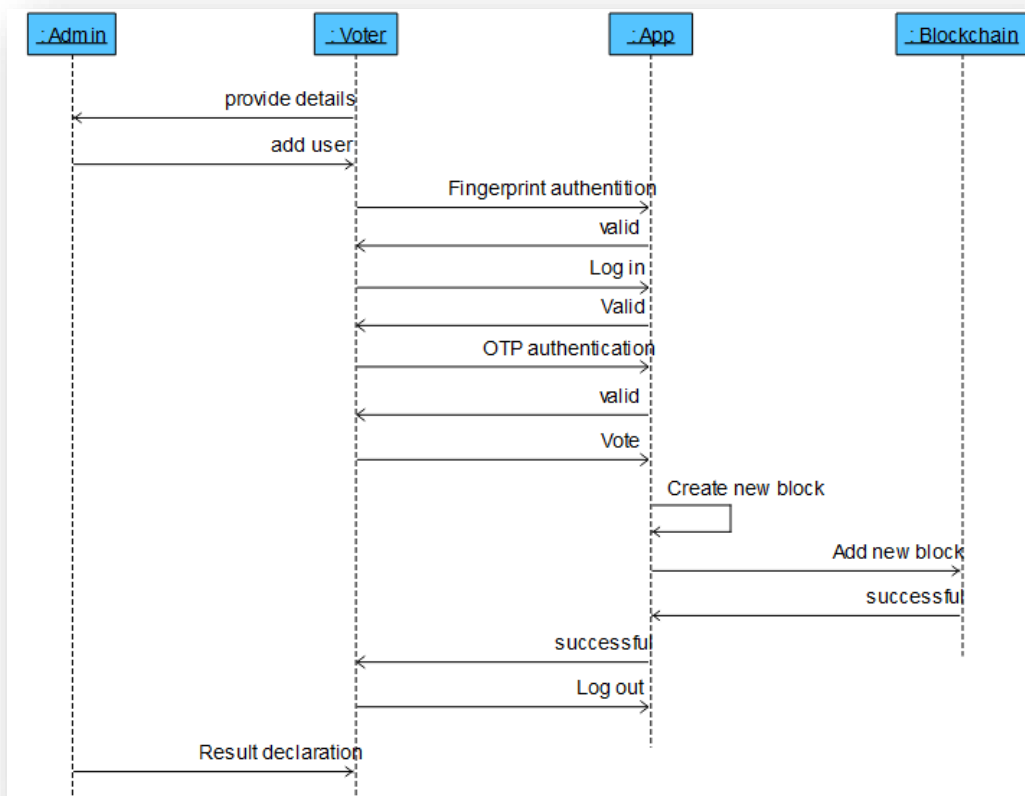 : Admin
: Voter
: App
: Blockchain
provide details
add user
Fingerprint authentition
valid
Log in
Valid
OTP authentication
valid
Vote
Create new block
Add new block
successful
successful
Log out
Result declaration